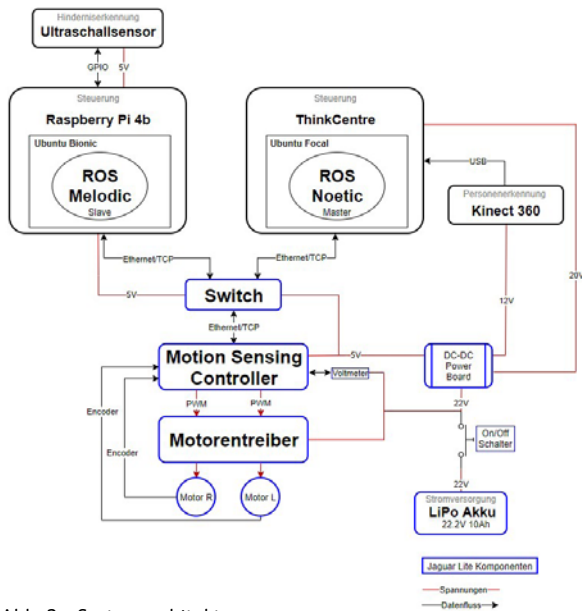 Hinderniserkennung
Ultraschallsensor
GPIO
5V
Steuerung
Raspberry Pi 4b
Ubuntu Bionic
ROS
Melodic
Slave
Steuerung
ThinkCentre
Ubuntu Focal
ROS
Noetic
Master
USB
Personenerkennung
Kinect 360
Ethernet/TCP
Ethernet/TCP
20V
12V
5V
Switch
Ethernet/TCP
Motion Sensing
Controller
5V
DC-DC
Power
Board
Voltmeter
PWM
PWM
22V
Encoder
Motorentreiber
On/Off
Schalter
Encoder
22V
Motor R
Motor L
Stromversorgung
LiPo Akku
22.2V 10Ah
Jaguar Lite Komponenten
Spannungen
Datenfluss